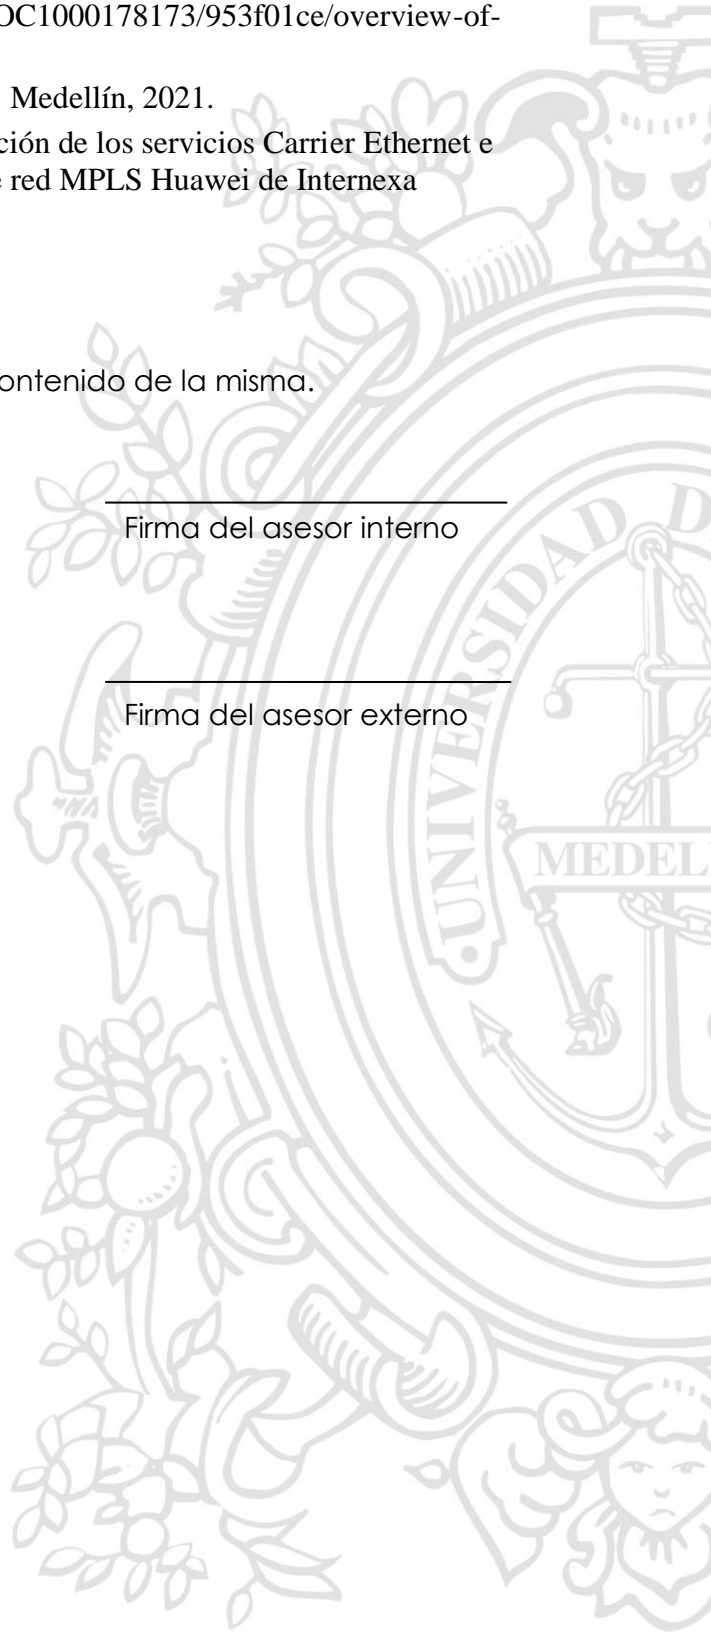 OC1000178173/953f01ce/overview-of-
Medellín, 2021.
ción de los servicios Carrier Ethernet e
red MPLS Huawei de Internexa
ontenido de la misma.
Firma del asesor interno
Firma del asesor externo
UNIVERSIDAD D
MEDEL